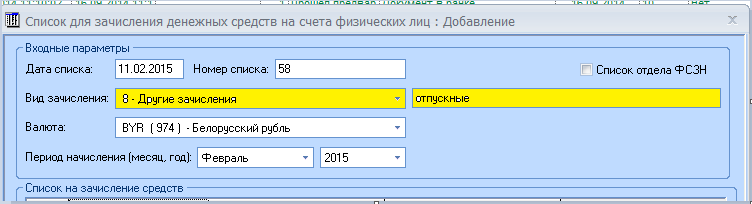 Список для зачисления денежных средств на счета физических лиц : Добавление
Входные параметры
Дата списка: 11.02.2015 Номер списка: 58 Список отдела ФСЗН
Вид зачисления: 8 - Другие зачисления отпускные
Валюта: BYR ( 974 ) - Белорусский рубль
Период начисления (месяц, год): Февраль 2015
Список на зачисление средств